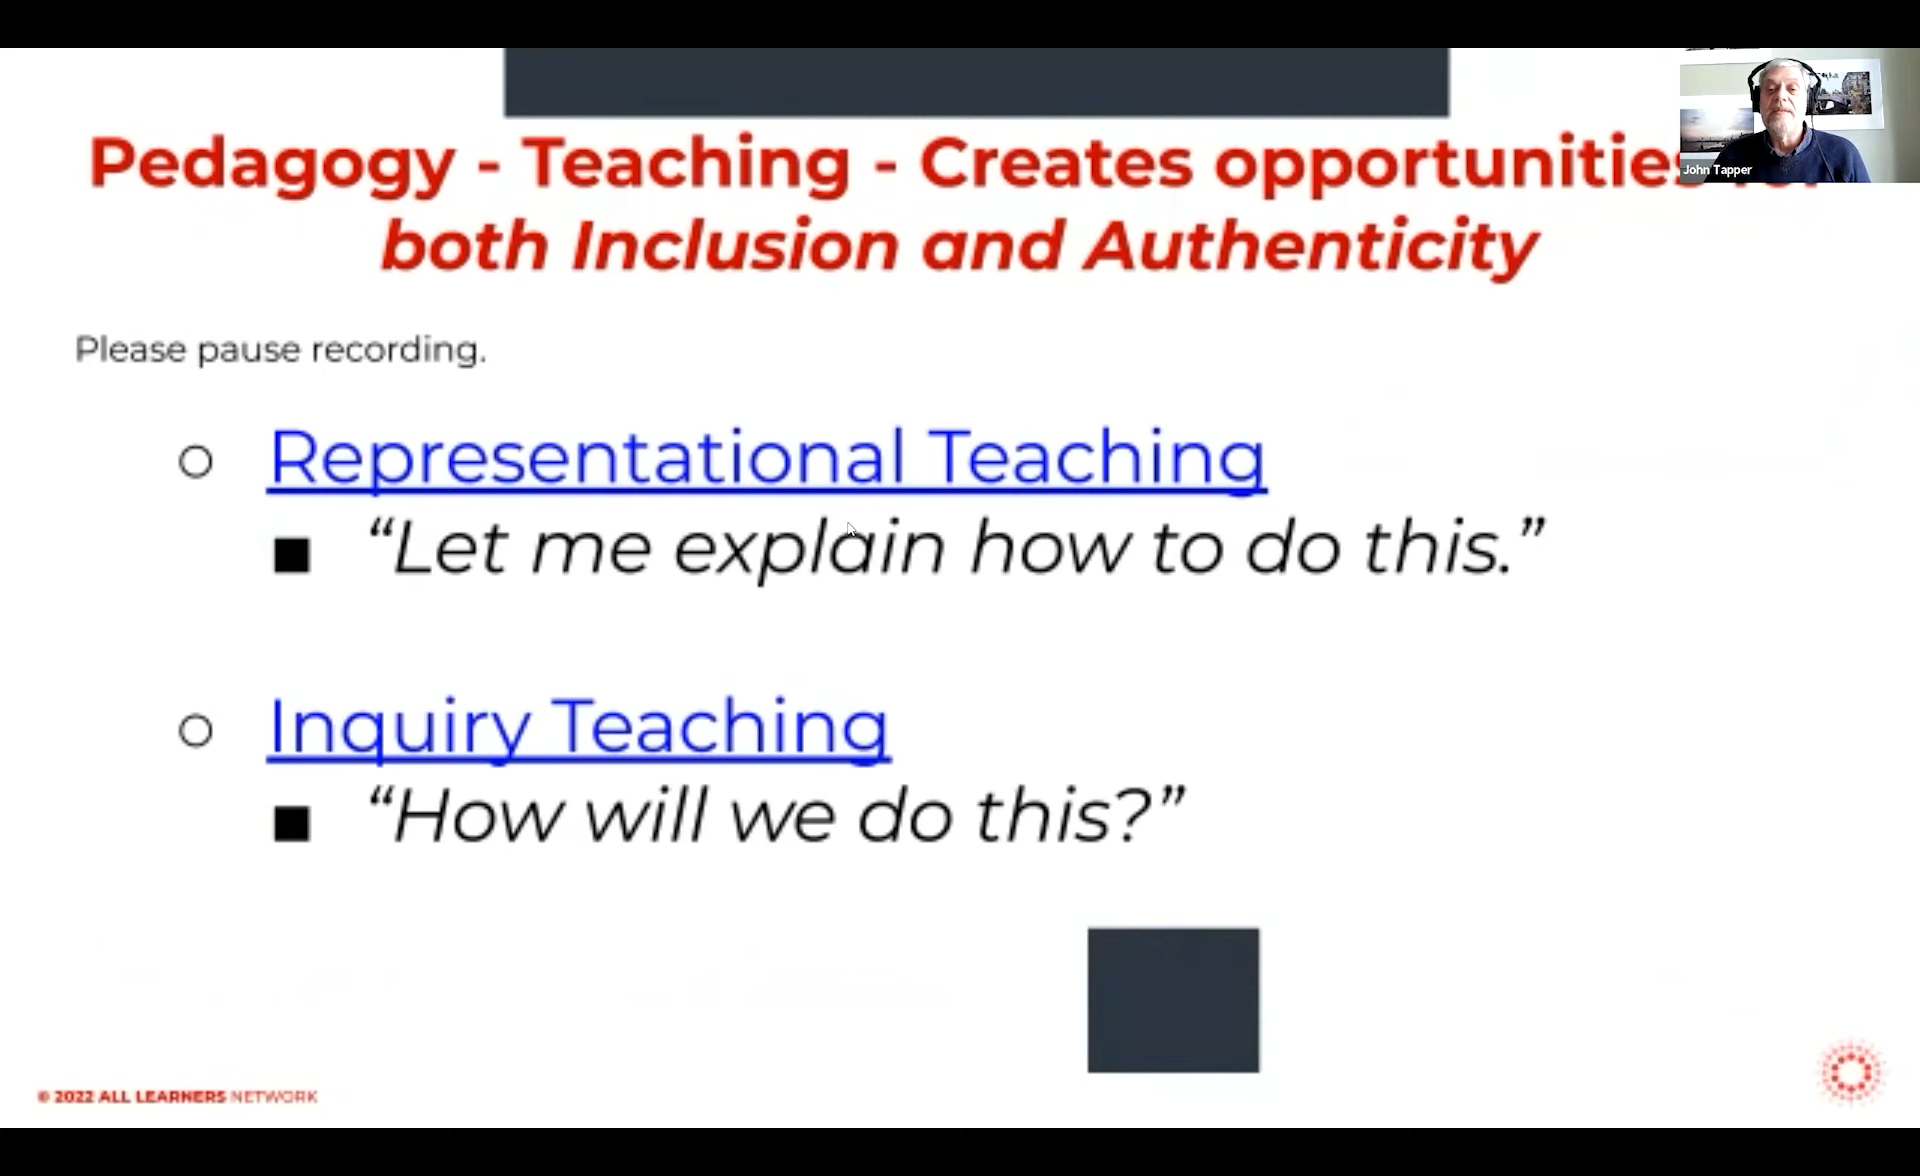 Pedagogy - Teaching - Creates opportunities
both Inclusion and Authenticity
John Tapper
Please pause recording.
Representational Teaching
“Let me explain how to do this.”
Inquiry Teaching
“How will we do this?”
© 2022 ALL LEARNERS NETWORK